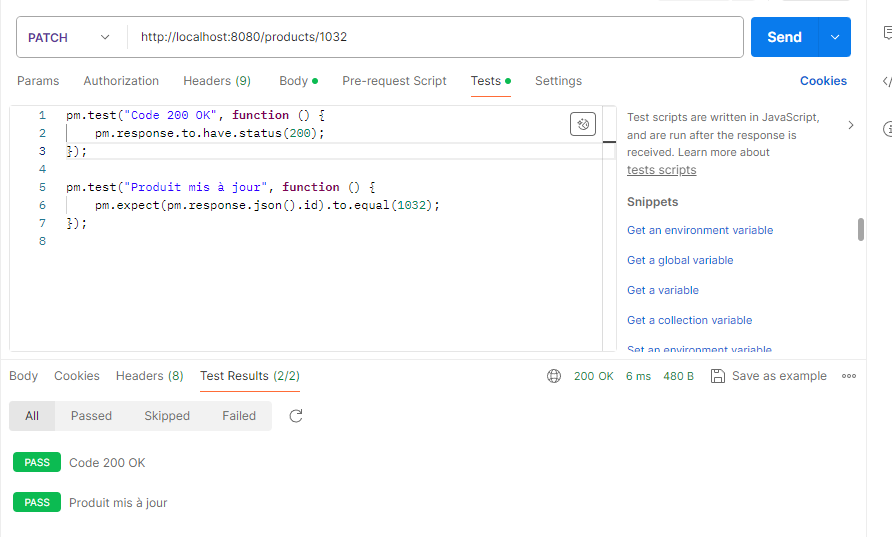 PATCH http://localhost:8080/products/1032 Send
Params Authorization Headers (9) Body Pre-request Script Tests Settings Cookies
1 pm.test("Code 200 OK", function () {
2 pm.response.to.have.status(200);
3 });
4
5 pm.test("Produit mis à jour", function () {
6 pm.expect(pm.response.json().id).to.equal(1032);
7 });
8
Test scripts are written in JavaScript,
and are run after the response is
received. Learn more about
tests scripts
Snippets
Get an environment variable
Get a global variable
Get a variable
Get a collection variable
Set an environment variable
Body Cookies Headers (8) Test Results (2/2) 200 OK 6 ms 480 B Save as example
All Passed Skipped Failed
PASS Code 200 OK
PASS Produit mis à jour